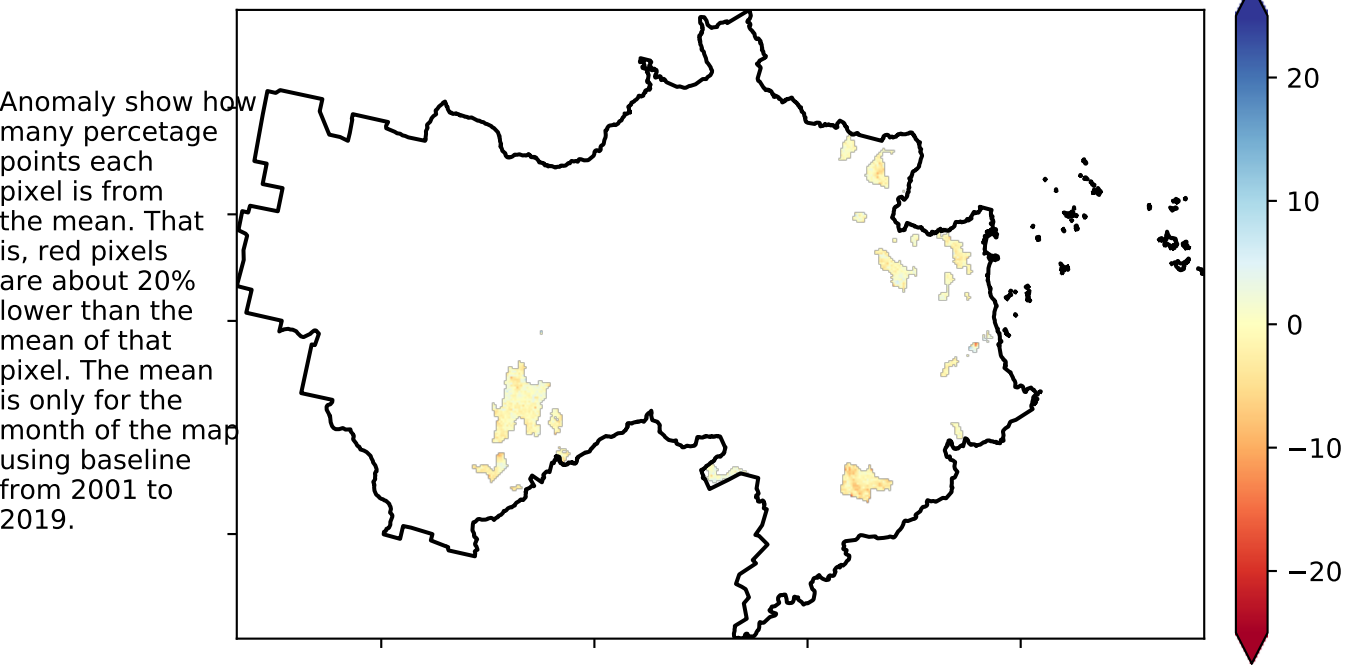 Anomaly show how
many percetage
points each
pixel is from
the mean. That
is, red pixels
are about 20%
lower than the
mean of that
pixel. The mean
is only for the
month of the map
using baseline
from 2001 to
2019.
20
10
0
−10
−20